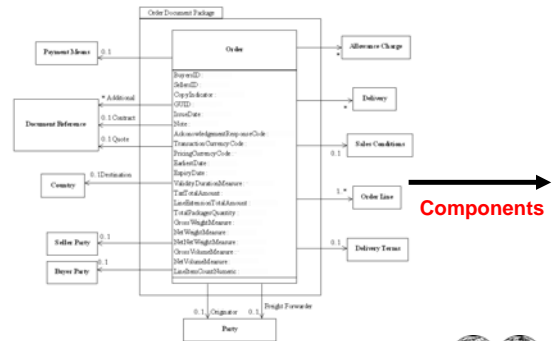 Order Document Package
Order
Payment Means
0..1
Allowance Charge
*
BuyersID :
SellersID :
CopyIndicator :
GUID :
IssueDate :
Note :
AcknowledgementResponseCode :
TransactionCurrencyCode :
PricingCurrencyCode :
EarliestDate :
ExpiryDate :
ValidityDurationMeasure :
TaxTotalAmount :
LineExtensionTotalAmount :
TotalPackagesQuantity :
GrossWeightMeasure :
NetWeightMeasure :
NetNetWeightMeasure :
GrossVolumeMeasure :
NetVolumeMeasure :
LineItemCountNumeric :
Document Reference
* Additional
0..1 Contract
0..1 Quote
Delivery
*
Sales Conditions
0..1
Country
0..1 Destination
Order Line
1..*
Components
Seller Party
0..1
Buyer Party
0..1
Delivery Terms
0..1
0..1 Originator
0..1 Freight Forwarder
Party